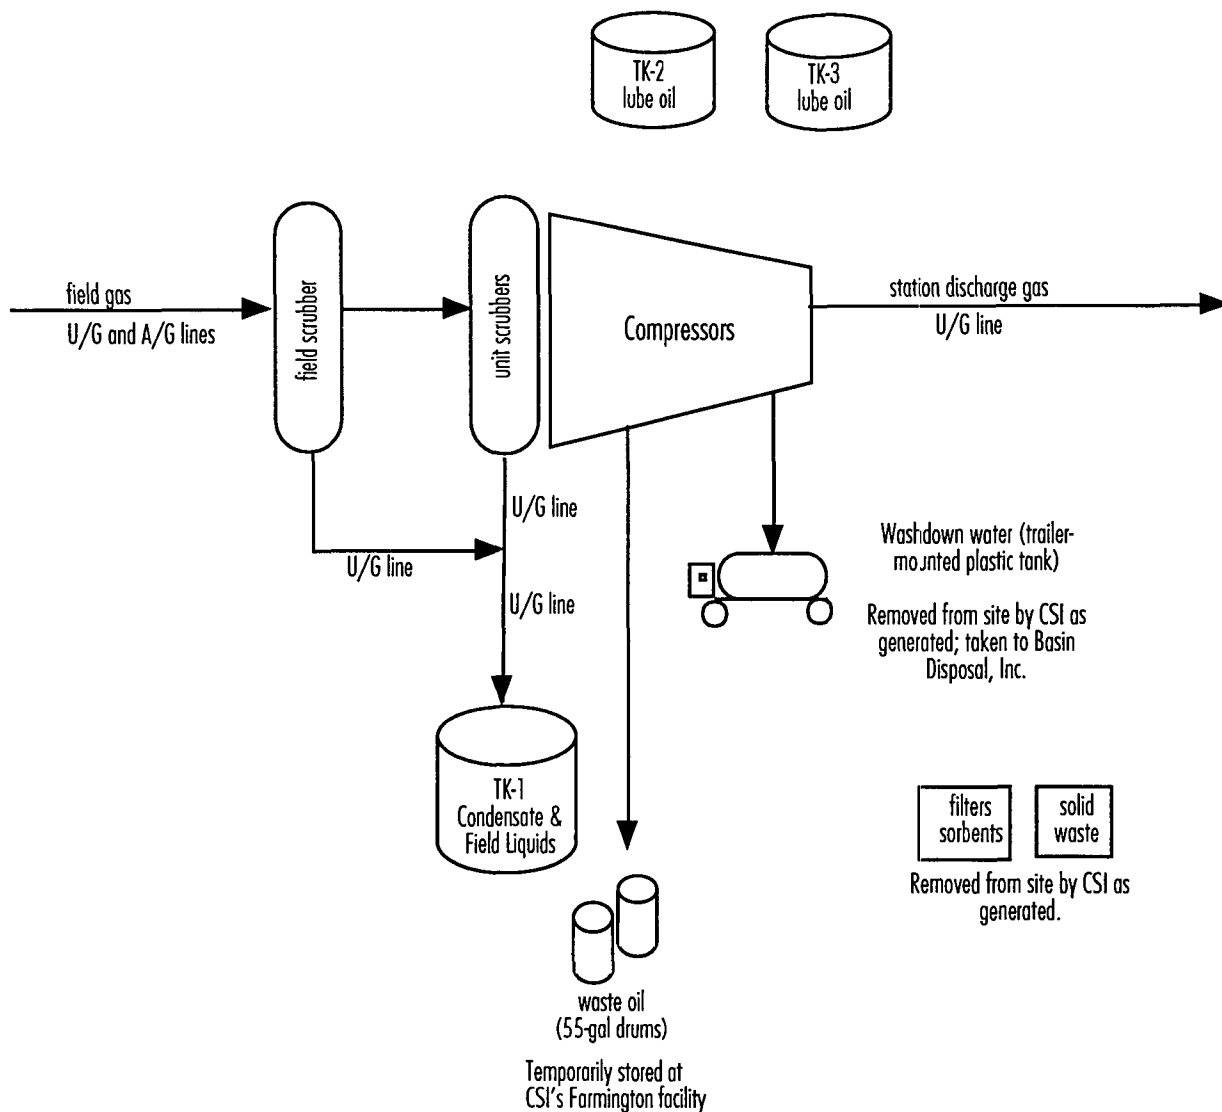 TK-2
lube oil
TK-3
lube oil
field gas
U/G and A/G lines
field scrubber
unit scrubbers
Compressors
station discharge gas
U/G line
U/G line
U/G line
U/G line
Washdown water (trailer-
mounted plastic tank)
Removed from site by CSI as
generated; taken to Basin
Disposal, Inc.
TK-1
Condensate &
Field Liquids
filters
sorbents
solid
waste
Removed from site by CSI as
generated.
waste oil
(55-gal drums)
Temporarily stored at
CSI's Farmington facility